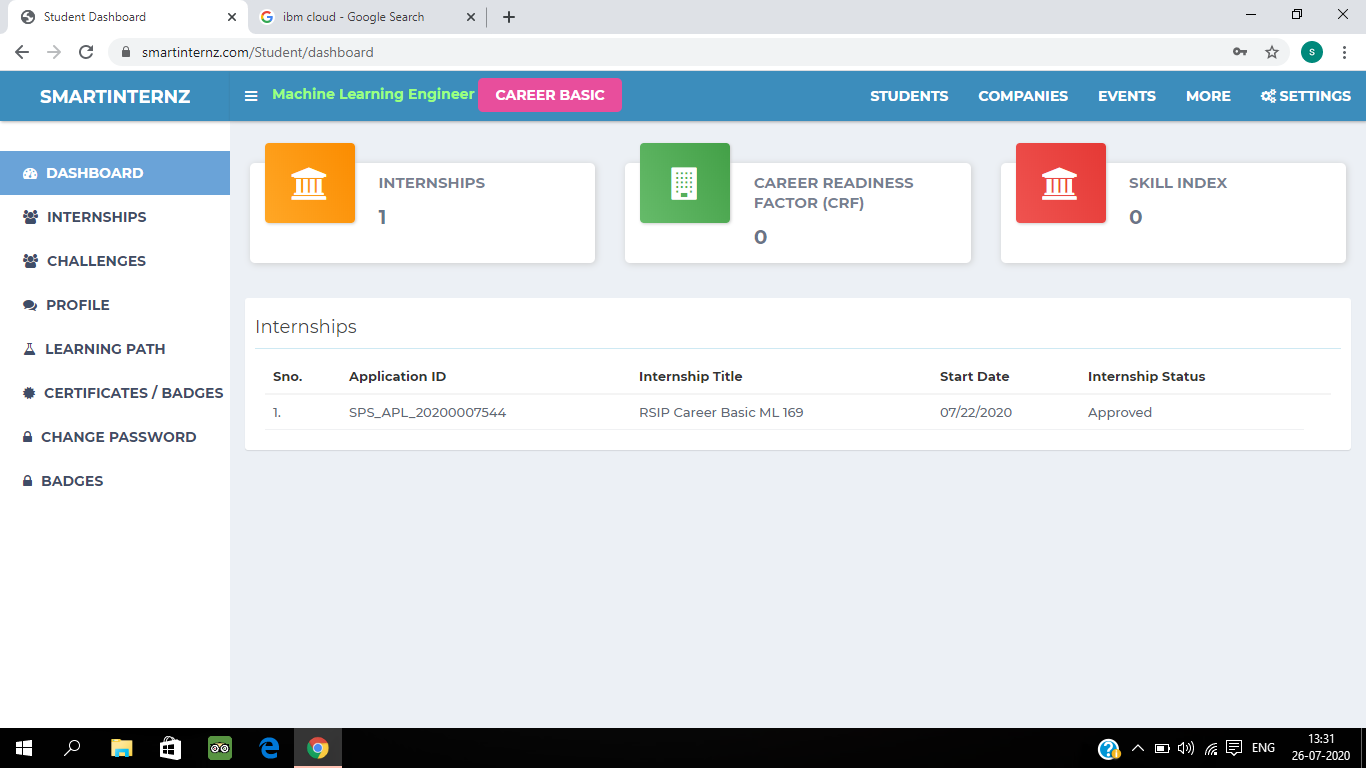 Student Dashboard
ibm cloud - Google Search
smartinternz.com/Student/dashboard
s
SMARTINTERNZ
Machine Learning Engineer
CAREER BASIC
STUDENTS
COMPANIES
EVENTS
MORE
SETTINGS
DASHBOARD
INTERNSHIPS
CHALLENGES
PROFILE
LEARNING PATH
CERTIFICATES / BADGES
CHANGE PASSWORD
BADGES
INTERNSHIPS
1
CAREER READINESS
FACTOR (CRF)
0
SKILL INDEX
0
Internships
Sno. Application ID Internship Title Start Date Internship Status
1. SPS_APL_20200007544 RSIP Career Basic ML 169 07/22/2020 Approved
ENG
13:31
26-07-2020